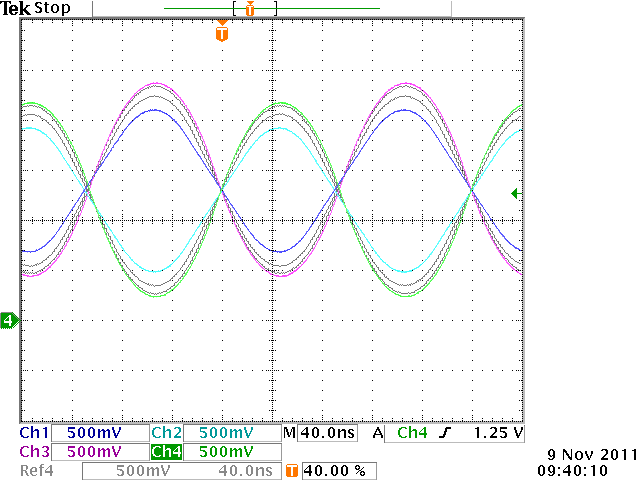 Tek Stop
T
T
4
Ch1 500mV Ch2 500mV M 40.0ns A Ch4 1.25 V
Ch3 500mV Ch4 500mV
Ref4 500mV 40.0ns T 40.00 %
9 Nov 2011
09:40:10